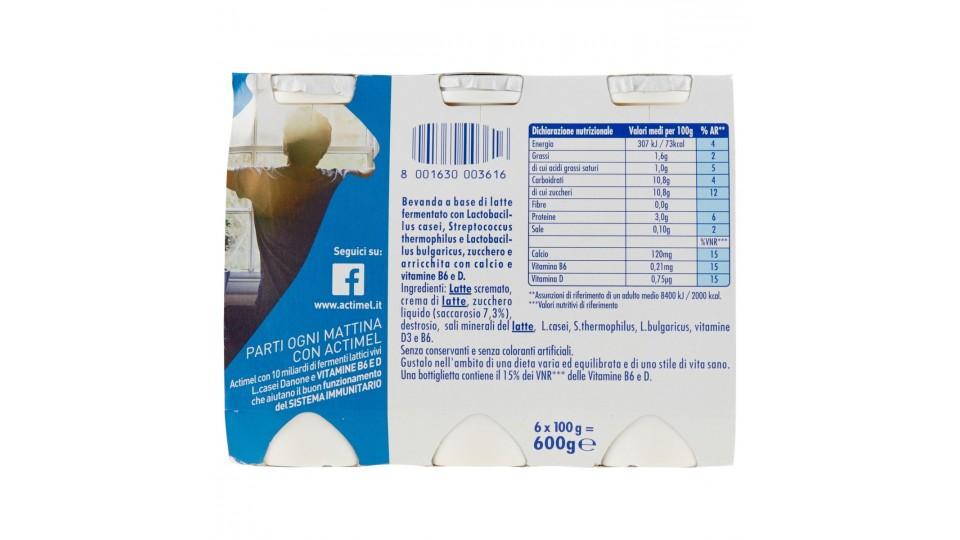 Seguici su:
f
www.actimel.it
PARTI OGNI MATTINA
CON ACTIMEL
Actimel con 10 miliardi di fermenti lattici vivi
L.casei Danone e VITAMINE B6 E D
che aiutano il buon funzionamento
del SISTEMA IMMUNITARIO
8 001630 003616
Bevanda a base di latte
fermentato con Lactobacil-
lus casei, Streptococcus
thermophilus e Lactobacil-
lus bulgaricus, zucchero e
arricchita con calcio e
vitamine B6 e D.
Ingredienti: Latte scremato,
crema di latte, zucchero
liquido (saccarosio 7,3%),
destrosio, sali minerali del latte, L.casei, S.thermophilus, L.bulgaricus, vitamine
D3 e B6.
Senza conservanti e senza coloranti artificiali.
Gustalo nell'ambito di una dieta varia ed equilibrata e di uno stile di vita sano.
Una bottiglietta contiene il 15% dei VNR*** delle Vitamine B6 e D.
Dichiarazione nutrizionale Valori medi per 100g % AR**
Energia 307 kJ / 73kcal 4
Grassi 1,6g 2
di cui acidi grassi saturi 1,0g 5
Carboidrati 10,8g 4
di cui zuccheri 10,8g 12
Fibre 0,0g
Proteine 3,0g 6
Sale 0,10g 2
%VNR***
Calcio 120mg 15
Vitamina B6 0,21mg 15
Vitamina D 0,75µg 15
**Assunzioni di riferimento di un adulto medio 8400 kJ / 2000 kcal.
***Valori nutritivi di riferimento
6 x 100 g =
600g e